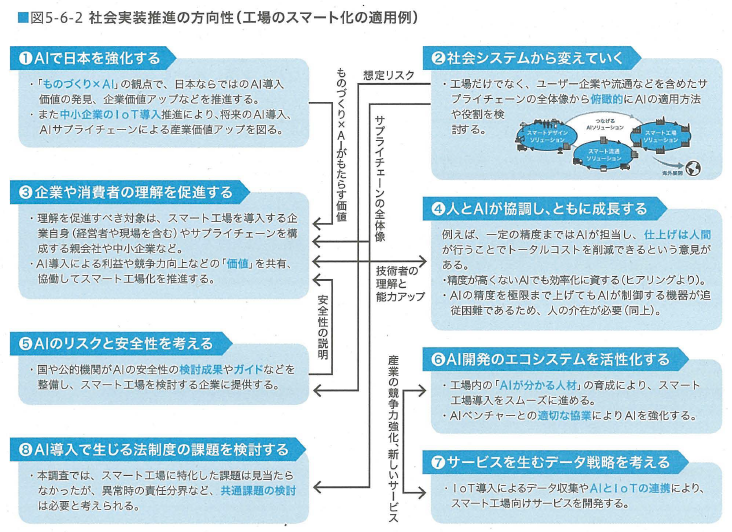 ■図5-6-2 社会実装推進の方向性（工場のスマート化の適用例）
❶AIで日本を強化する
・「ものづくり×AI」の観点で、日本ならではのAI導入
価値の発見、企業価値アップなどを推進する。
・また中小企業のIoT導入推進により、将来のAI導入、
AIサプライチェーンによる産業価値アップを図る。
❷社会システムから変えていく
・工場だけでなく、ユーザー企業や流通などを含めたサ
プライチェーンの全体像から俯瞰的にAIの適用方法
や役割を検
討する。
スマートデザイン
ソリューション
つなげる
AIソリューション
スマート工場
ソリューション
スマート流通
ソリューション
海外展開
想定リスク
ものづくり×AIがもたらす価値
サプライチェーンの全体像
❸企業や消費者の理解を促進する
・理解を促進すべき対象は、スマート工場を導入する企
業自身（経営者や現場を含む）やサプライチェーンを構
成する親会社や中小企業など。
・AI導入による利益や競争力向上などの「価値」を共有、
協働してスマート工場化を推進する。
❹人とAIが協調し、ともに成長する
例えば、一定の精度まではAIが担当し、仕上げは人間
が行うことでトータルコストを削減できるという意見が
ある。
・精度が高くないAIでも効率化に資する（ヒアリングより）。
・AIの精度を極限まで上げてもAIが制御する機器が追
従困難であるため、人の介在が必要（同上）。
技術者の
理解と
能力アップ
安全性の説明
❺AIのリスクと安全性を考える
・国や公的機関がAIの安全性の検討成果やガイドなどを
整備し、スマート工場を検討する企業に提供する。
産業の競争力強化、新しいサービス
❻AI開発のエコシステムを活性化する
・工場内の「AIが分かる人材」の育成により、スマート
工場導入をスムーズに進める。
・AIベンチャーとの適切な協業によりAIを強化する。
❽AI導入で生じる法制度の課題を検討する
・本調査では、スマート工場に特化した課題は見当たら
なかったが、異常時の責任分界など、共通課題の検討
は必要と考えられる。
❼サービスを生むデータ戦略を考える
・IoT導入によるデータ収集やAIとIoTの連携により、
スマート工場向けサービスを開発する。